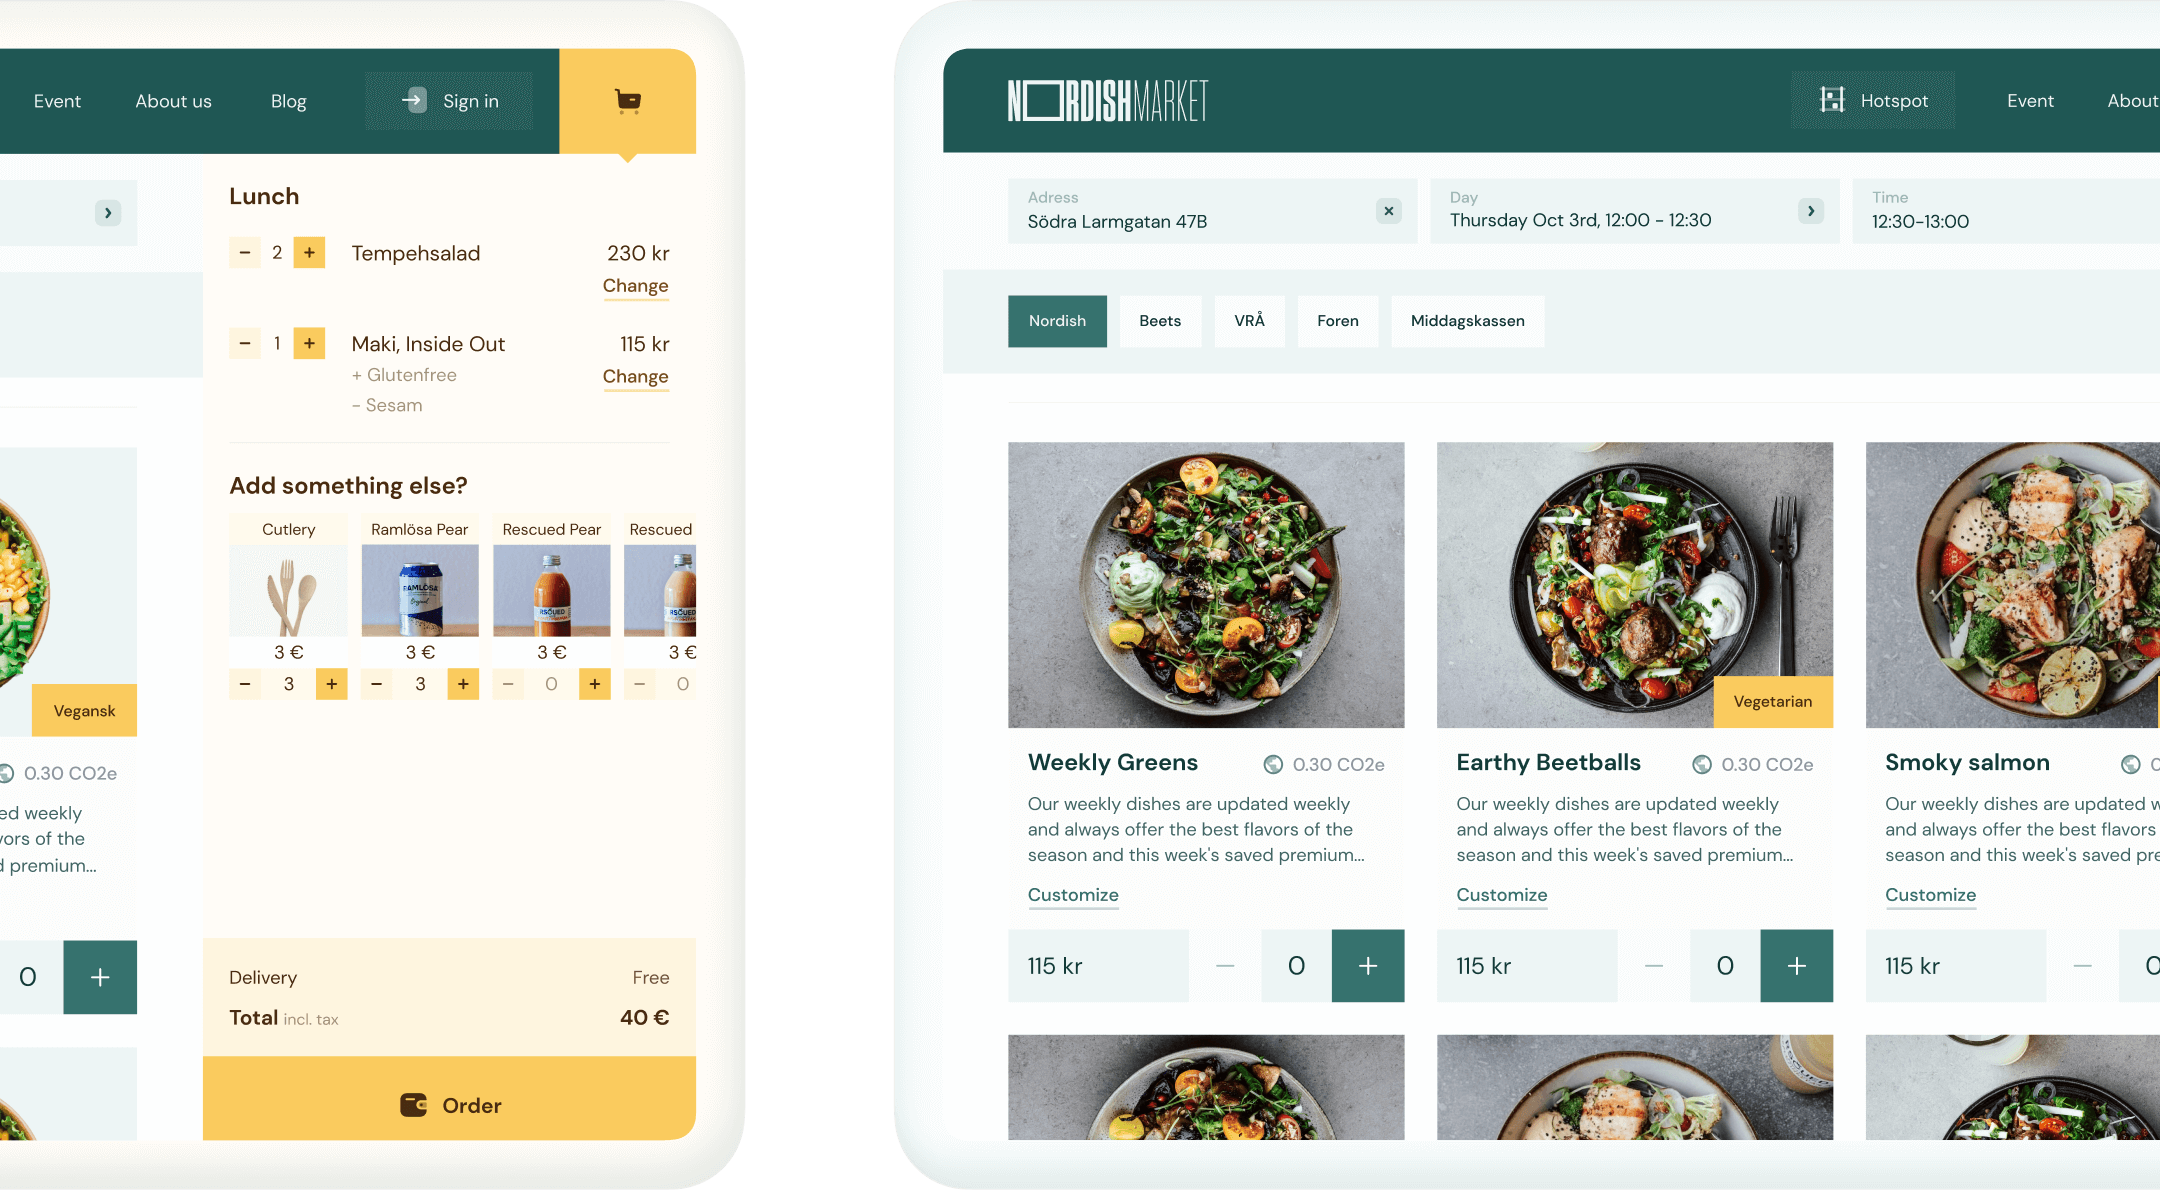 Event
About us
Blog
Sign in
Lunch
− 2 + Tempehsalad 230 kr
Change
− 1 + Maki, Inside Out 115 kr
+ Glutenfree
Change
- Sesam
Add something else?
Cutlery
Ramlösa Pear
Rescued Pear
Rescued
RAMLÖSA
Original
RSCUED
RSCUED
3 €
3 €
3 €
3 €
− 3 +
− 3 +
− 0 +
− 0
Vegansk
0.30 CO2e
ed weekly
vors of the
d premium...
0 +
Delivery Free
Total incl. tax 40 €
Order
NORDISHMARKET
Hotspot
Event
About
Adress
Södra Larmgatan 47B
Day
Thursday Oct 3rd, 12:00 - 12:30
Time
12:30-13:00
Nordish
Beets
VRÅ
Foren
Middagskassen
Weekly Greens
0.30 CO2e
Our weekly dishes are updated weekly
and always offer the best flavors of the
season and this week's saved premium...
Customize
115 kr − 0 +
Vegetarian
Earthy Beetballs
0.30 CO2e
Our weekly dishes are updated weekly
and always offer the best flavors of the
season and this week's saved premium...
Customize
115 kr − 0 +
Smoky salmon
0
Our weekly dishes are updated w
and always offer the best flavors
season and this week's saved pre
Customize
115 kr − 0